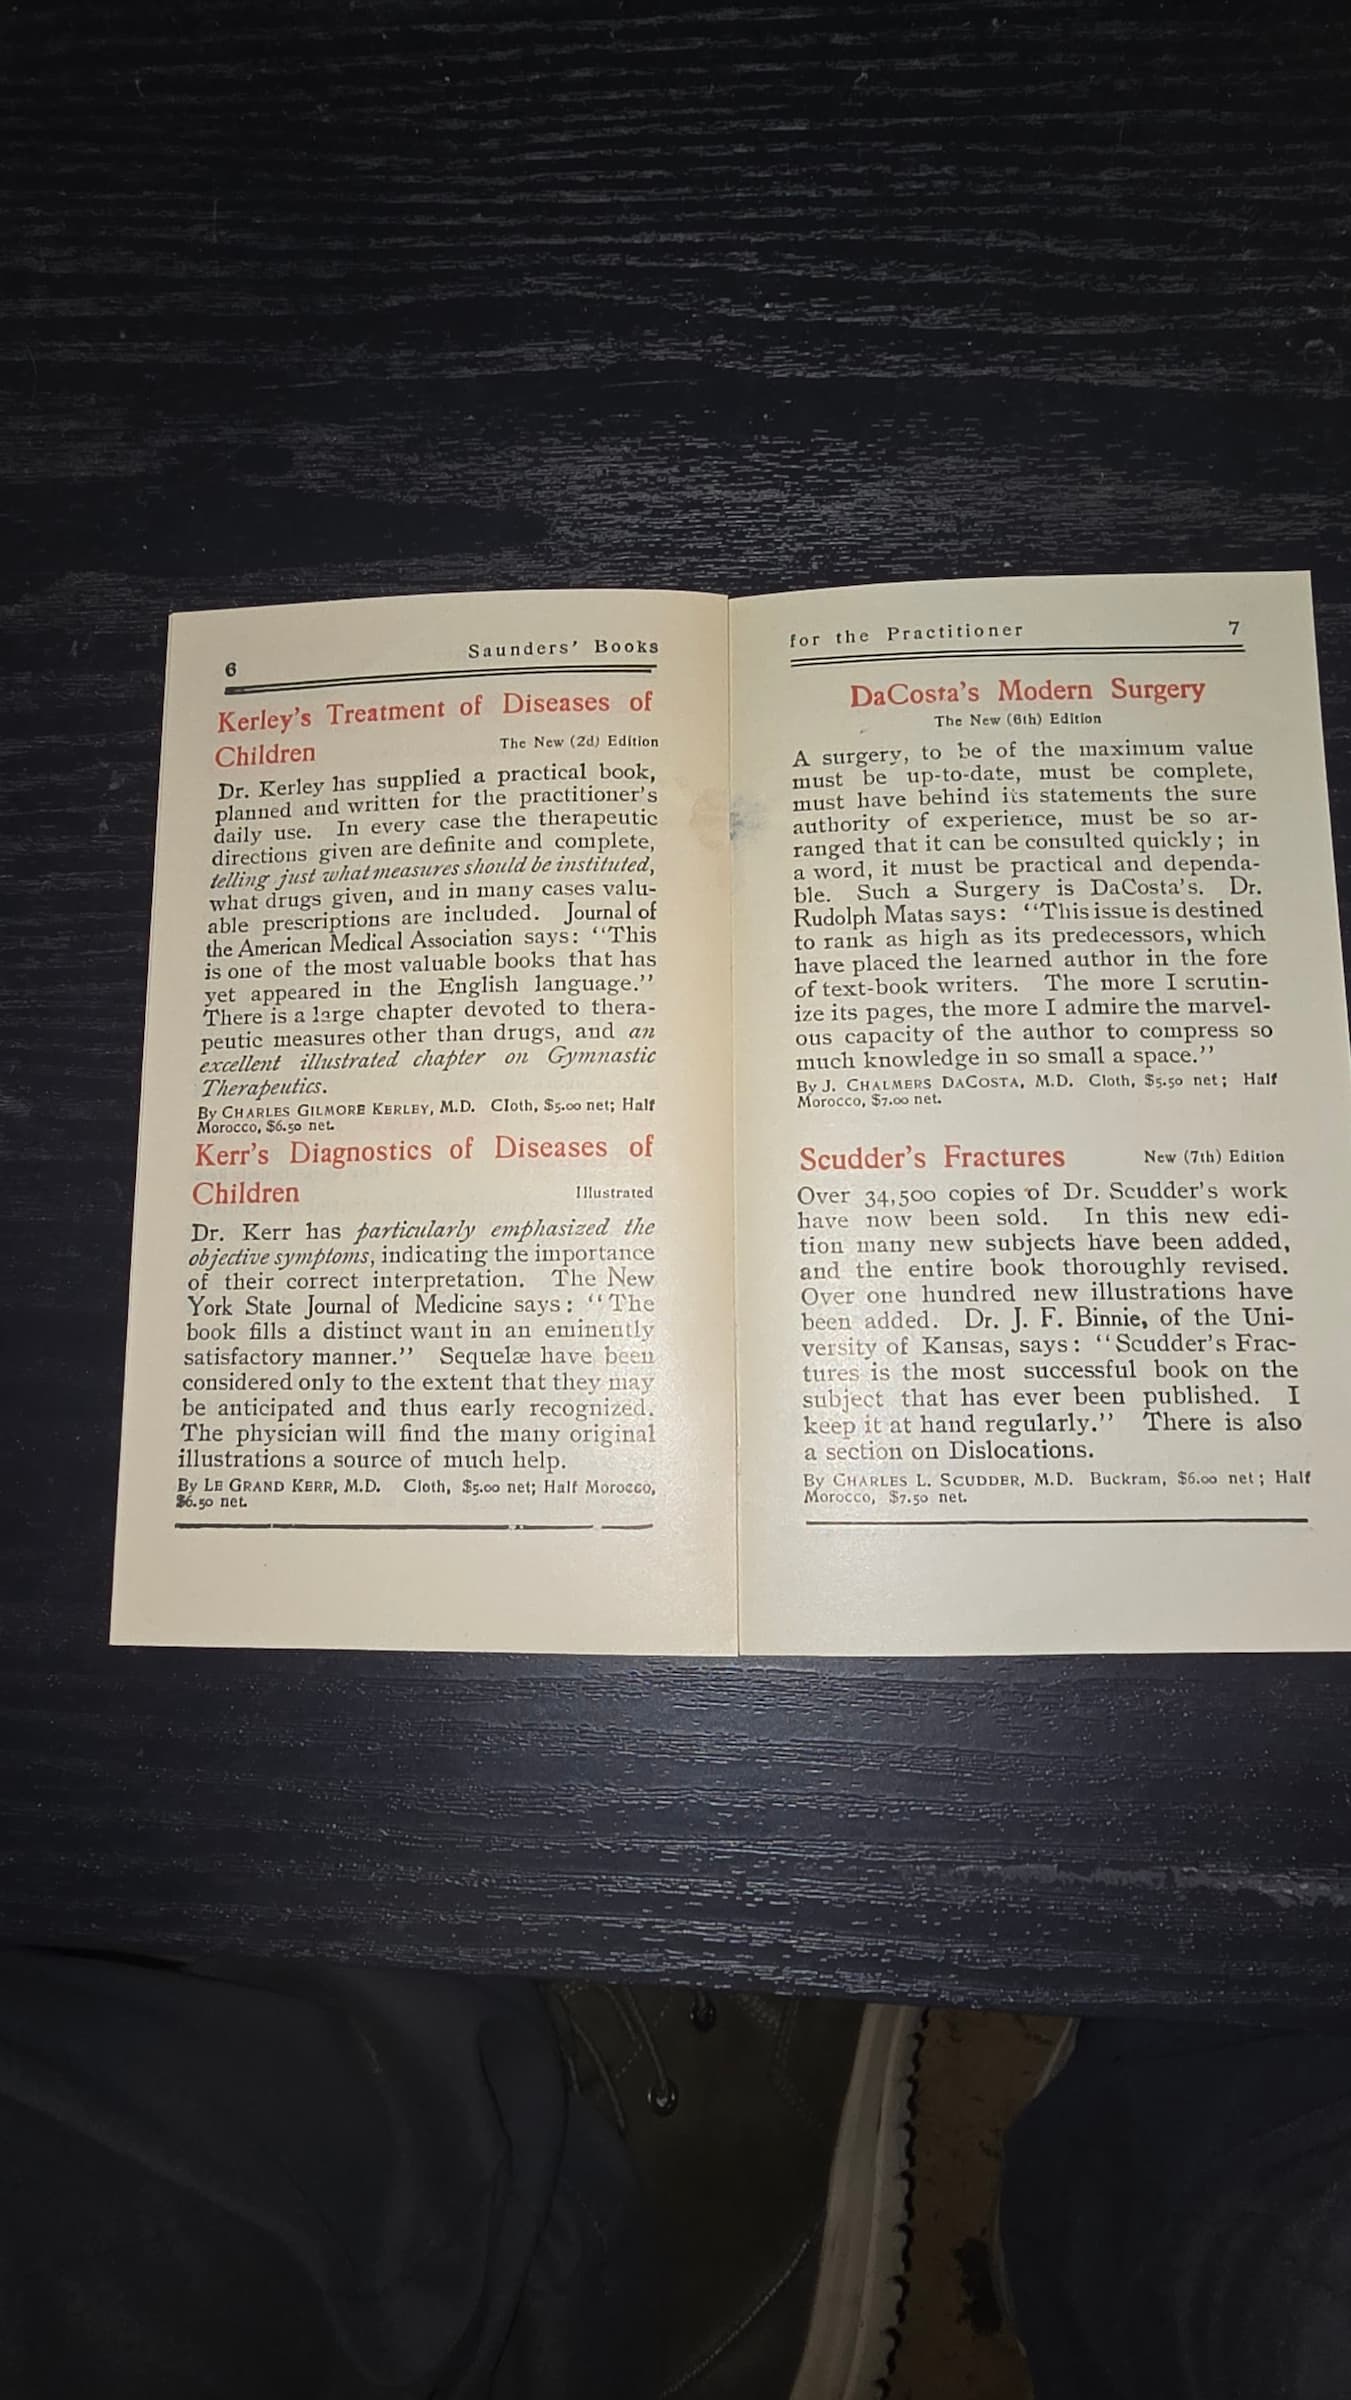 6
Saunders' Books
Kerley's Treatment of Diseases of
Children
The New (2d) Edition
Dr. Kerley has supplied a practical book,
planned and written for the practitioner's
daily use. In every case the therapeutic
directions given are definite and complete,
telling just what measures should be instituted,
what drugs given, and in many cases valu-
able prescriptions are included. Journal of
the American Medical Association says: ‘‘This
is one of the most valuable books that has
yet appeared in the English language.’’
There is a large chapter devoted to thera-
peutic measures other than drugs, and an
excellent illustrated chapter on Gymnastic
Therapeutics.
By CHARLES GILMORE KERLEY, M.D. Cloth, $5.00 net; Half
Morocco, $6.50 net.
Kerr's Diagnostics of Diseases of
Children
Illustrated
Dr. Kerr has particularly emphasized the
objective symptoms, indicating the importance
of their correct interpretation. The New
York State Journal of Medicine says: ‘‘The
book fills a distinct want in an eminently
satisfactory manner.’’ Sequelæ have been
considered only to the extent that they may
be anticipated and thus early recognized.
The physician will find the many original
illustrations a source of much help.
By LE GRAND KERR, M.D. Cloth, $5.00 net; Half Morocco,
$6.50 net.
for the Practitioner
7
DaCosta's Modern Surgery
The New (6th) Edition
A surgery, to be of the maximum value
must be up-to-date, must be complete,
must have behind its statements the sure
authority of experience, must be so ar-
ranged that it can be consulted quickly; in
a word, it must be practical and dependa-
ble. Such a Surgery is DaCosta's. Dr.
Rudolph Matas says: ‘‘This issue is destined
to rank as high as its predecessors, which
have placed the learned author in the fore
of text-book writers. The more I scrutin-
ize its pages, the more I admire the marvel-
ous capacity of the author to compress so
much knowledge in so small a space.’’
By J. CHALMERS DACOSTA, M.D. Cloth, $5.50 net; Half
Morocco, $7.00 net.
Scudder's Fractures
New (7th) Edition
Over 34,500 copies of Dr. Scudder's work
have now been sold. In this new edi-
tion many new subjects have been added,
and the entire book thoroughly revised.
Over one hundred new illustrations have
been added. Dr. J. F. Binnie, of the Uni-
versity of Kansas, says: ‘‘Scudder's Frac-
tures is the most successful book on the
subject that has ever been published. I
keep it at hand regularly.’’ There is also
a section on Dislocations.
By CHARLES L. SCUDDER, M.D. Buckram, $6.00 net; Half
Morocco, $7.50 net.